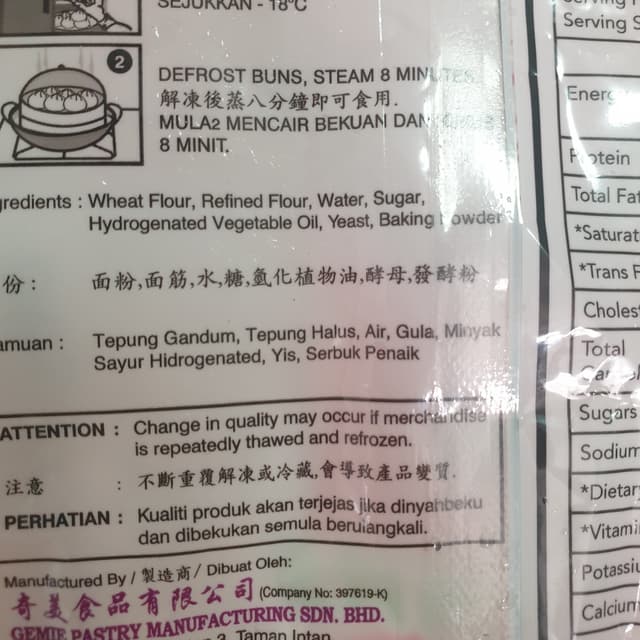 SEJUKKAN - 18°C
2
DEFROST BUNS, STEAM 8 MINUTES.
解凍後蒸八分鐘即可食用.
MULA2 MENCAIR BEKUAN DAN
8 MINIT.
gredients : Wheat Flour, Refined Flour, Water, Sugar,
Hydrogenated Vegetable Oil, Yeast, Baking Powder
份 : 面粉,面筋,水,糖,氫化植物油,酵母,發酵粉
amuan : Tepung Gandum, Tepung Halus, Air, Gula, Minyak
Sayur Hidrogenated, Yis, Serbuk Penaik
ATTENTION : Change in quality may occur if merchandise
is repeatedly thawed and refrozen.
注意 : 不斷重覆解凍或冷藏,會導致產品變質.
PERHATIAN : Kualiti produk akan terjejas jika dinyahbeku
dan dibekukan semula berulangkali.
Manufactured By / 製造商 / Dibuat Oleh:
奇美食品有限公司 (Company No: 397619-K)
GEMIE PASTRY MANUFACTURING SDN. BHD.
3, Taman Intan
Serving S
Energ
Protein
Total Fat
*Saturat
*Trans F
Cholest
Total
Sugars
Sodium
*Dietar
*Vitami
Potassiu
Calcium